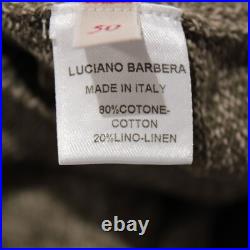 50
LUCIANO BARBERA
MADE IN ITALY
80%COTONE-
COTTON
20%LINO-LINEN